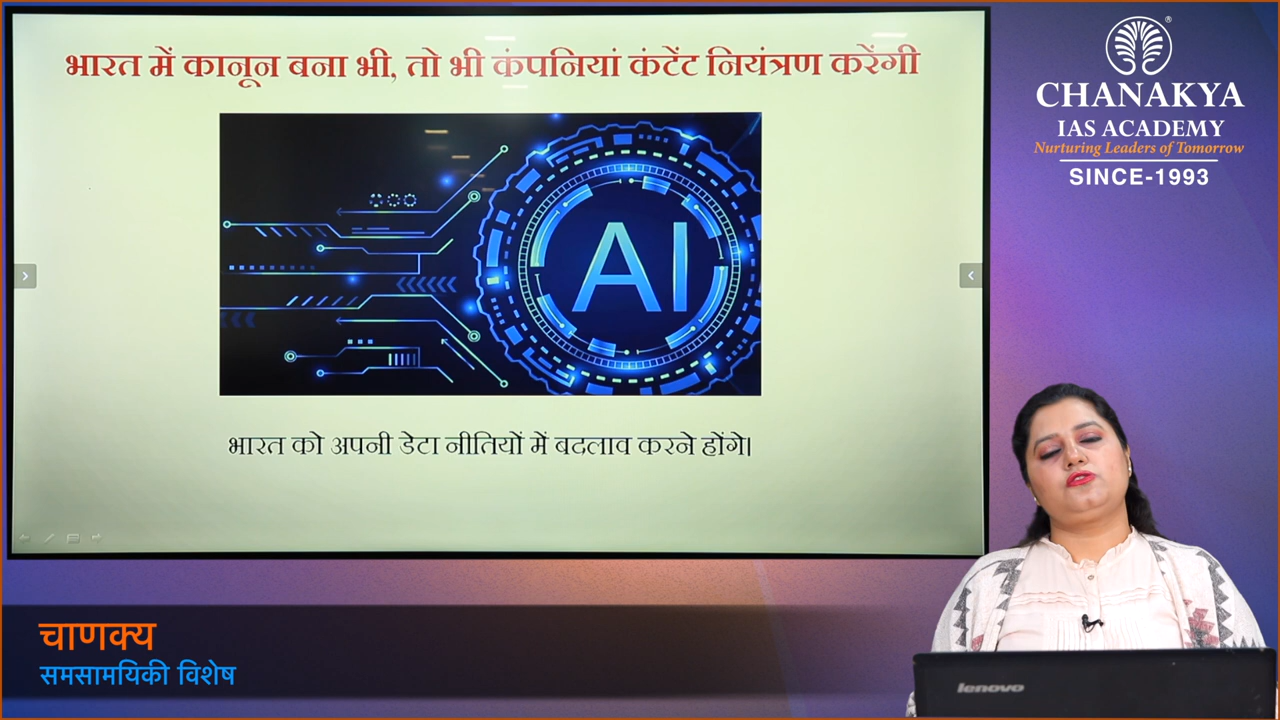 भारत में कानून बना भी, तो भी कंपनियां कंटेंट नियंत्रण करेंगी
AI
भारत को अपनी डेटा नीतियों में बदलाव करने होंगे।
®
CHANAKYA
IAS ACADEMY
Nurturing Leaders of Tomorrow
SINCE-1993
चाणक्य
समसामयिकी विशेष
lenovo